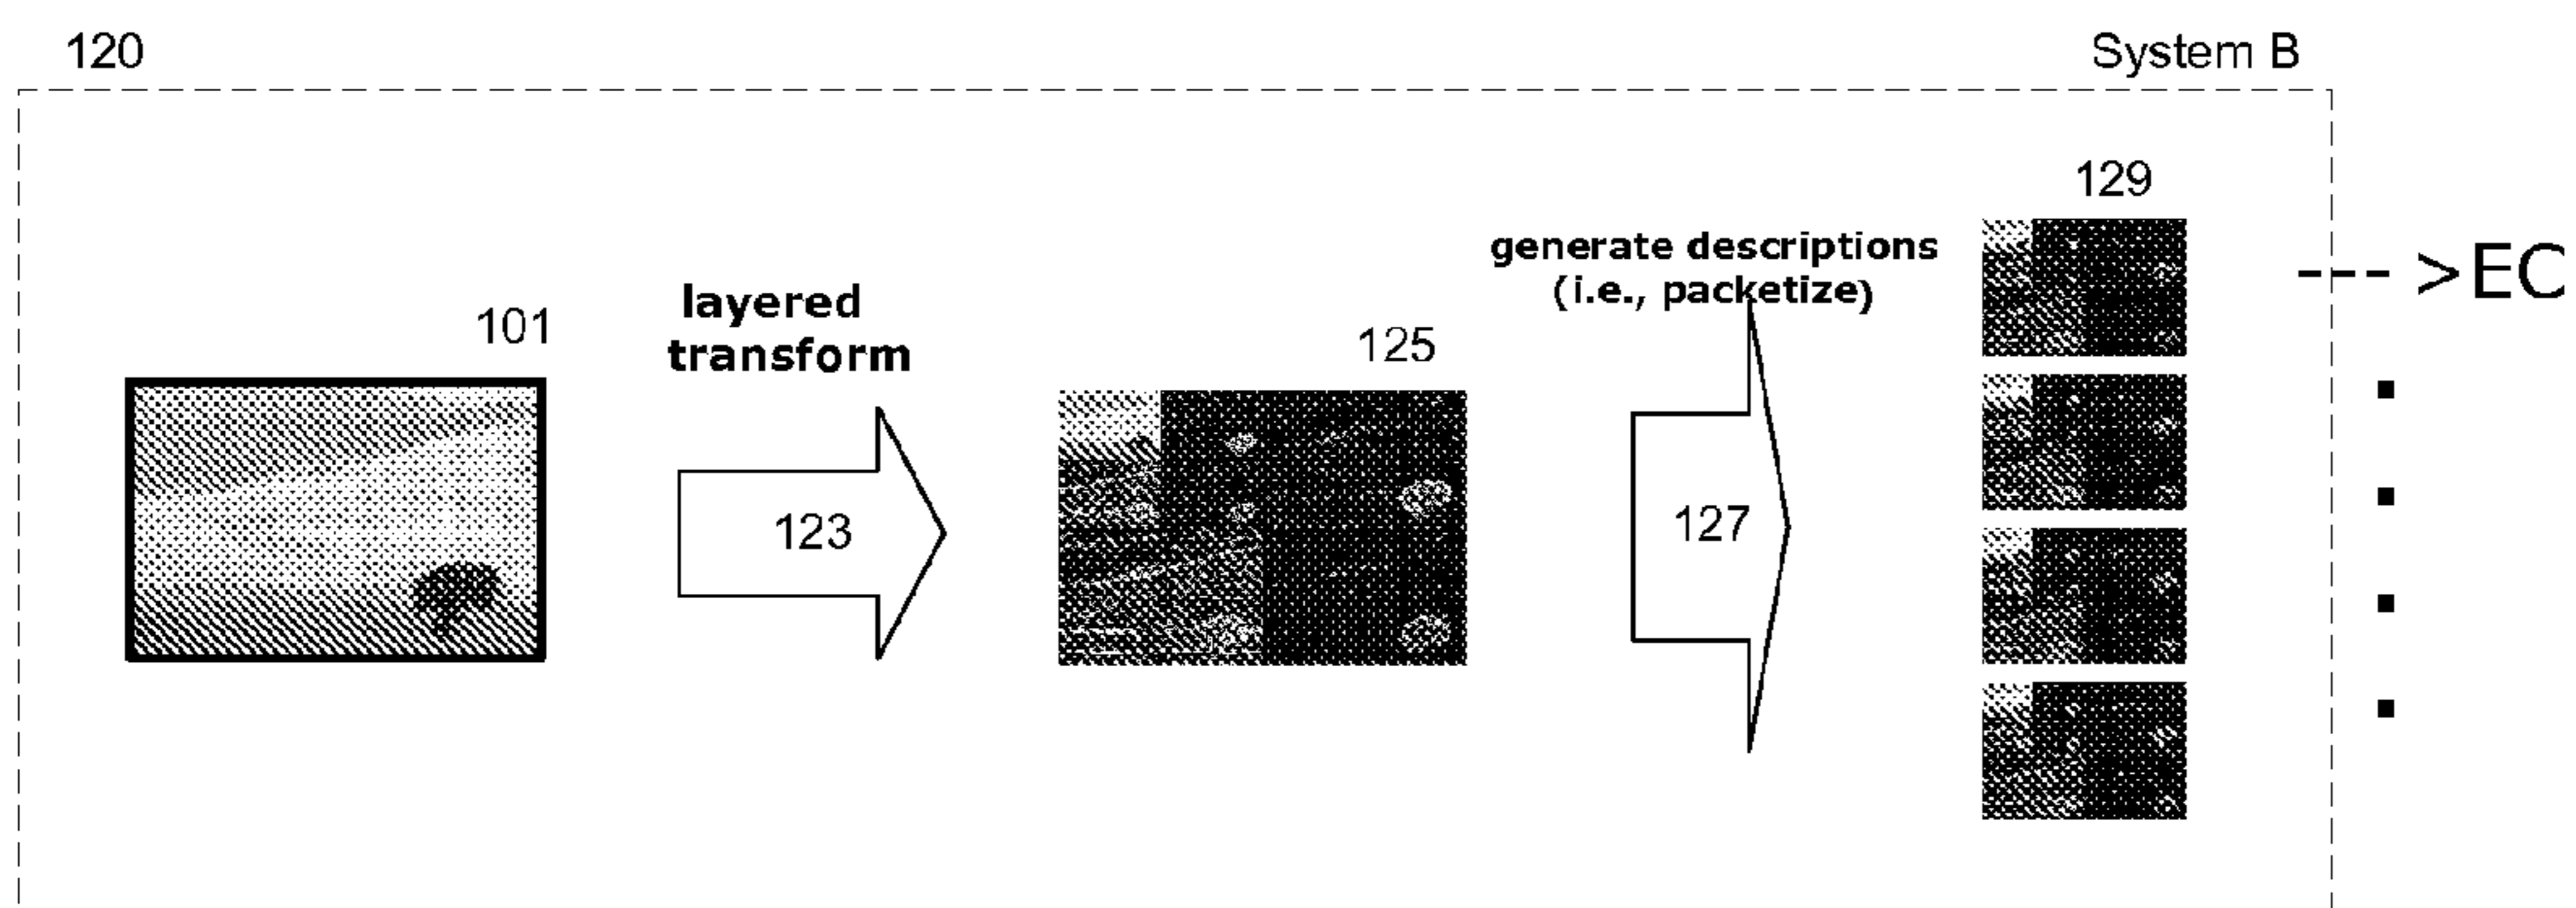 120
System B
129
generate descriptions
(i.e., packetize)
--->EC
layered
transform
101
125
123
127